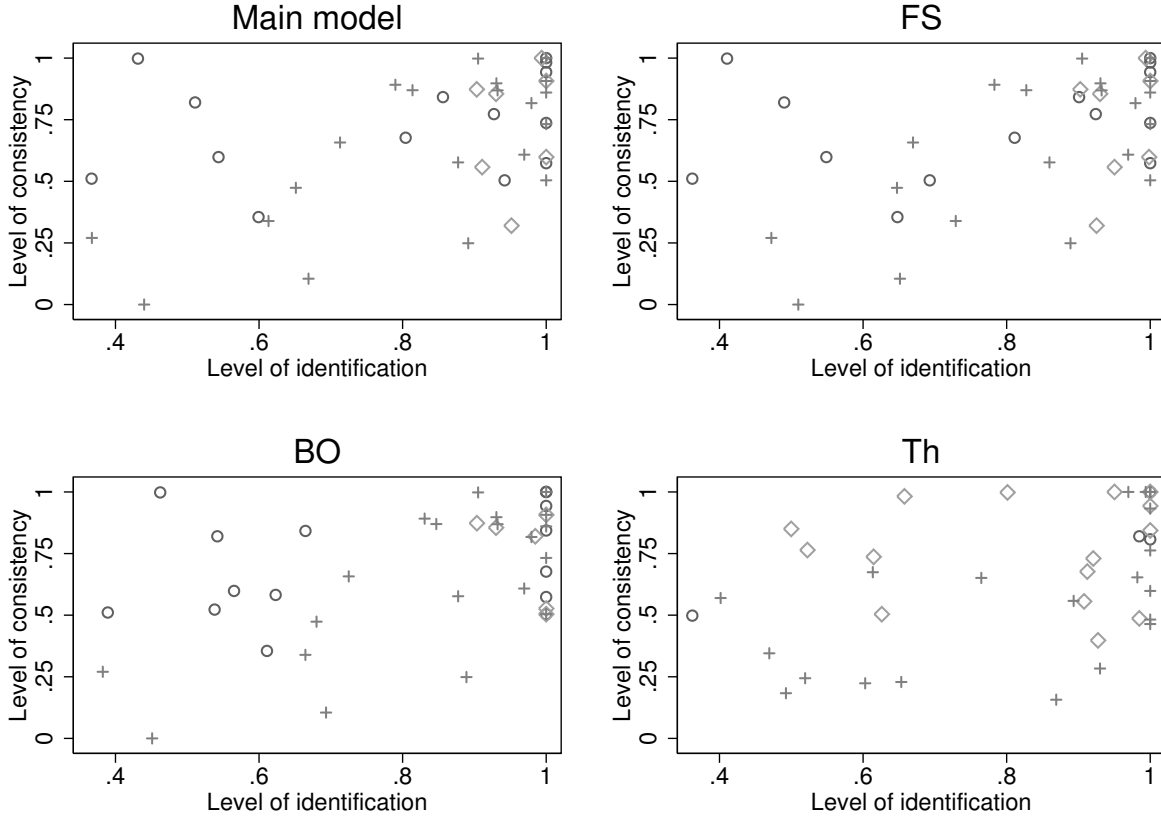 Main model
Level of consistency
1
.75
.5
.25
0
.4 .6 .8 1
Level of identification
FS
Level of consistency
1
.75
.5
.25
0
.4 .6 .8 1
Level of identification
BO
Level of consistency
1
.75
.5
.25
0
.4 .6 .8 1
Level of identification
Th
Level of consistency
1
.75
.5
.25
0
.4 .6 .8 1
Level of identification